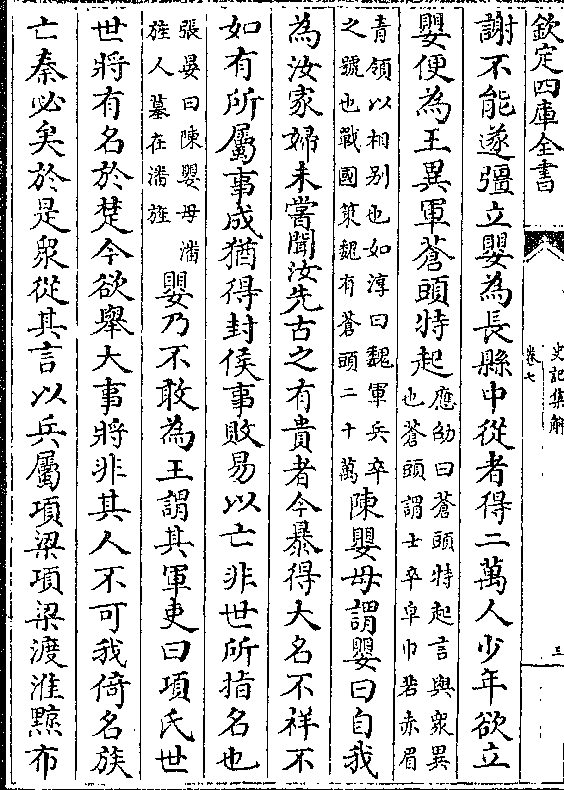 欽定四庫全書
史記集解
卷七
三
謝不能遂彊立嬰為長縣中從者得二萬人少年欲立
嬰便為王異軍蒼頭特起
應劭曰蒼頭特起言與衆異
也蒼頭謂士卒皁巾若赤眉
青領以相别也如淳曰魏軍兵卒
之號也戰國策魏有蒼頭二十萬
陳嬰母謂嬰曰自我
為汝家婦未嘗聞汝先古之有貴者今暴得大名不祥不
如有所屬事成猶得封侯事敗易以亡非世所指名也
張晏曰陳嬰母潘
旌人墓在潘旌
嬰乃不敢為王謂其軍吏曰項氏世
世將有名於楚今欲舉大事將非其人不可我倚名族
亡秦必矣於是衆從其言以兵屬項梁項梁渡淮黥布